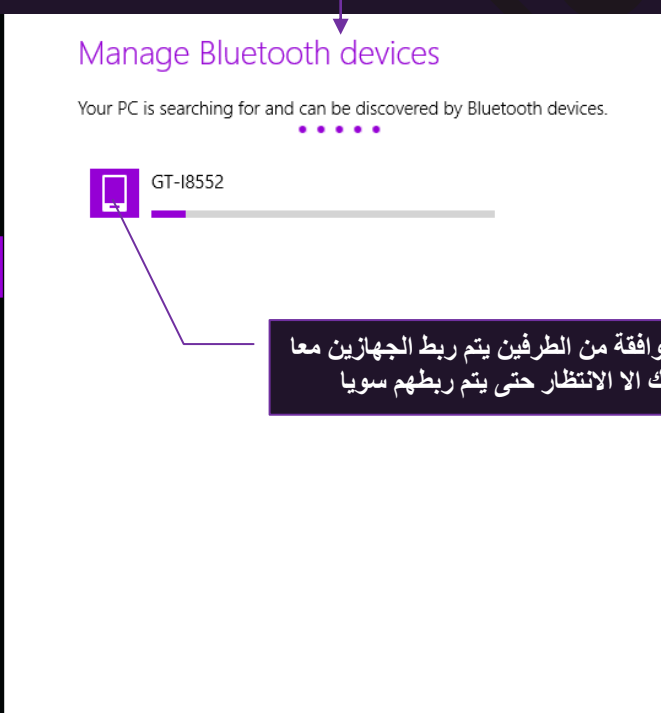 Manage Bluetooth devices
Your PC is searching for and can be discovered by Bluetooth devices.
GT-I8552
من الطرفين يتم ربط الجهازين معا
الا الانتظار حتى يتم ربطهم سويا